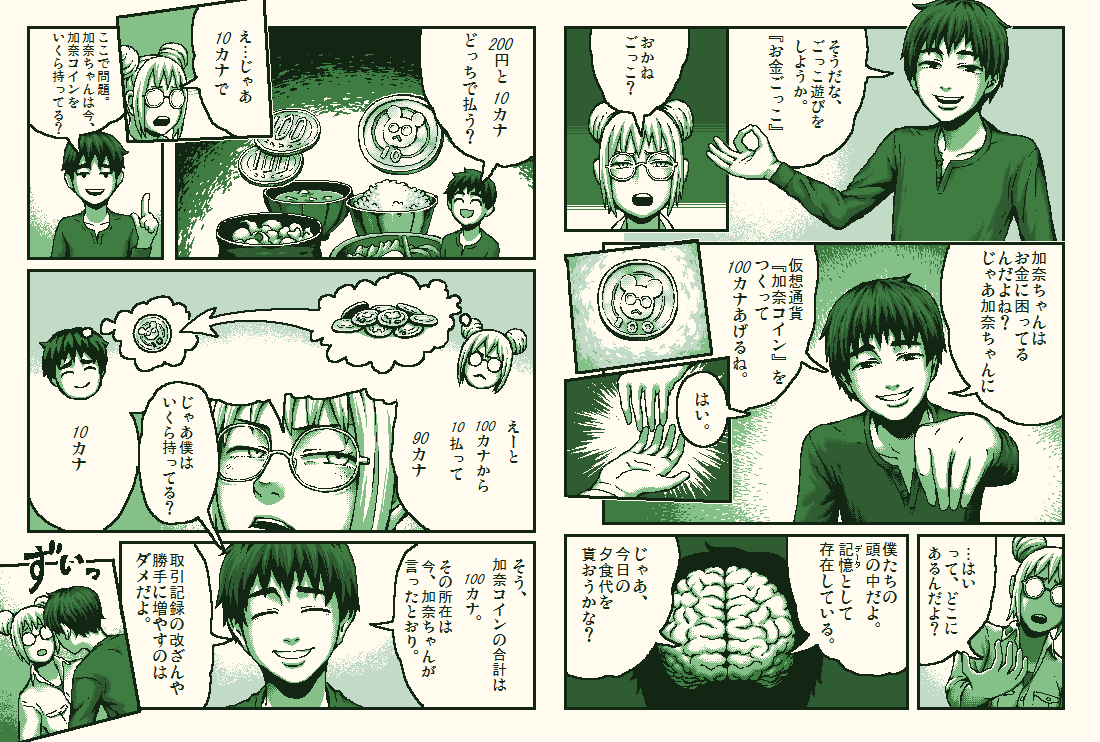 そうだな、
ごっこ遊びを
しようか。
『お金ごっこ』
おかね
ごっこ？
加奈ちゃんは
お金に困ってる
んだよね？
じゃあ加奈ちゃんに
仮想通貨
『加奈コイン』を
つくって
100カナあげるね。
はい。
…はい
って、どこに
あるんだよ？
僕たちの
頭の中だよ。
記憶として
データ
存在している。
じゃあ、
今日の
夕食代を
貰おうかな？
200円と10カナ
どっちで払う？
100
100
10
え…じゃあ
10カナで
ここで問題。
加奈ちゃんは今、
加奈コインを
いくら持ってる？
えーと
100カナから
10払って
90カナ
じゃあ僕は
いくら持ってる？
10カナ
そう、
加奈コインの合計は
100カナ。
その所在は
今、加奈ちゃんが
言ったとおり。
取引記録の改ざんや
勝手に増やすのは
ダメだよ。
ずーいっ